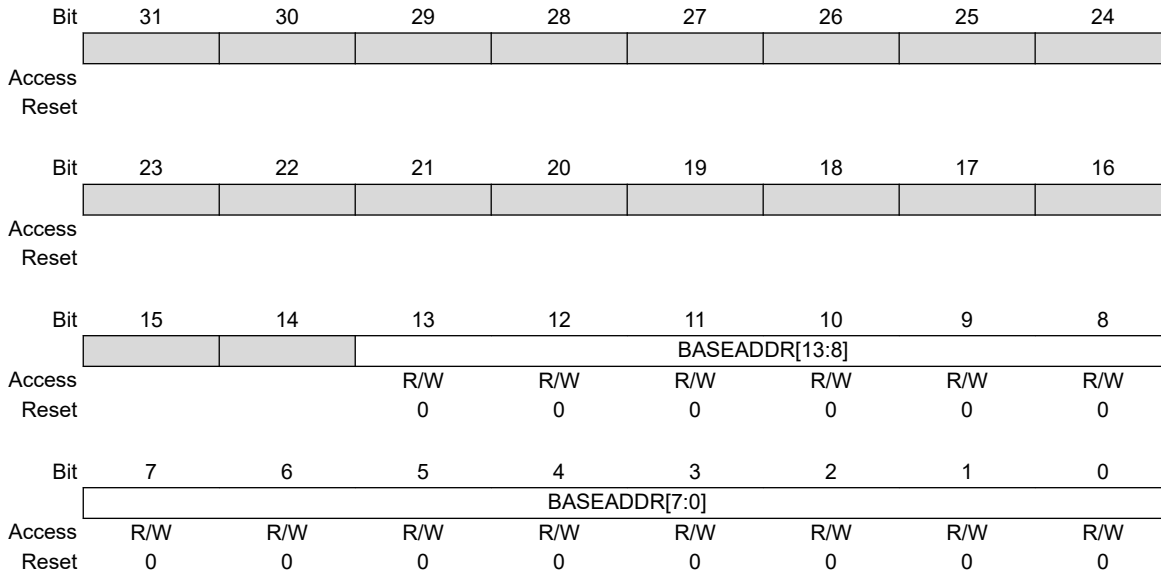 Bit 31 30 29 28 27 26 25 24
Access
Reset
Bit 23 22 21 20 19 18 17 16
Access
Reset
Bit 15 14 13 12 11 10 9 8
BASEADDR[13:8]
Access R/W R/W R/W R/W R/W R/W
Reset 0 0 0 0 0 0
Bit 7 6 5 4 3 2 1 0
BASEADDR[7:0]
Access R/W R/W R/W R/W R/W R/W R/W R/W
Reset 0 0 0 0 0 0 0 0